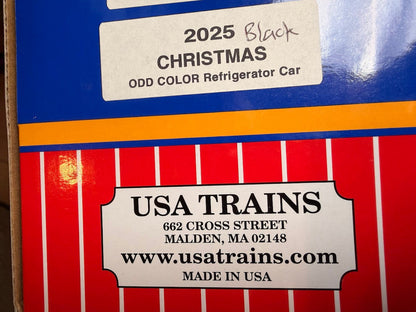 2025 Black
CHRISTMAS
ODD COLOR Refrigerator Car
USA TRAINS
662 CROSS STREET
MALDEN, MA 02148
www.usatrains.com
MADE IN USA